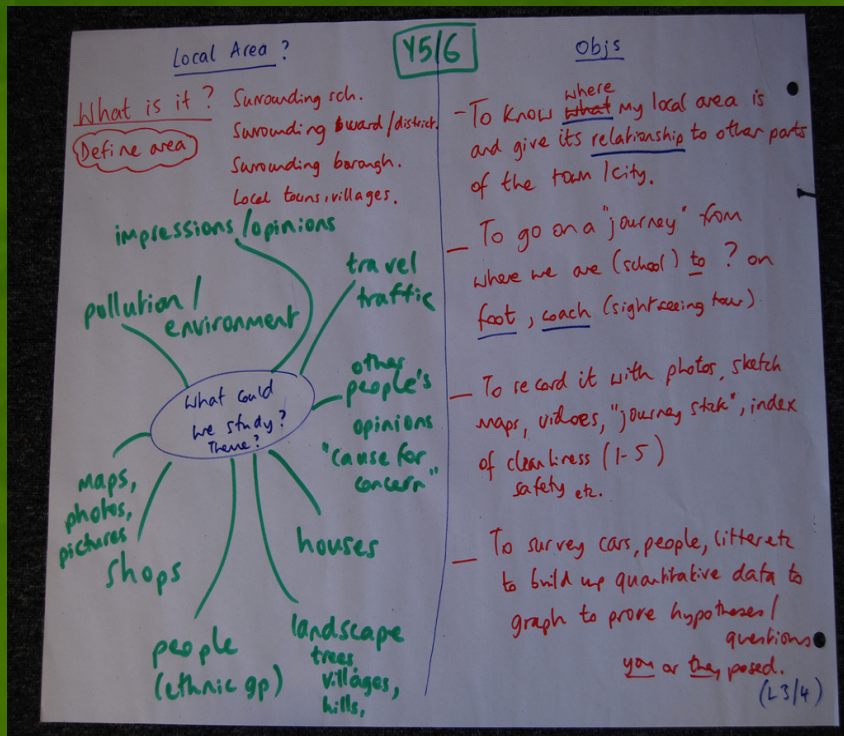 Local Area ?
Y5/6
What is it ?
Define area
Surounding sch.
Surounding ward/district.
Surounding borough.
Local towns, villages.
impressions/opinions
travel
traffic
pollution/
environment
What could
we study?
Theme?
other
people's
opinions
"cause for
concern"
maps,
photos,
pictures
shops
houses
people
(ethnic gp)
landscape
trees,
villages,
hills,
Objs
where
- To know what my local area is
and give its relationship to other parts
of the town/city.
- To go on a "journey" from
where we are (school) to ? on
foot, coach (sightseeing tour)
- To record it with photos, sketch
maps, vidoes, "journey stick", index
of cleanliness (1-5)
safety etc.
- To survey cars, people, litter etc
to build up quantitative data to
graph to prove hypotheses/
questions
you or they posed.
(L3/4)